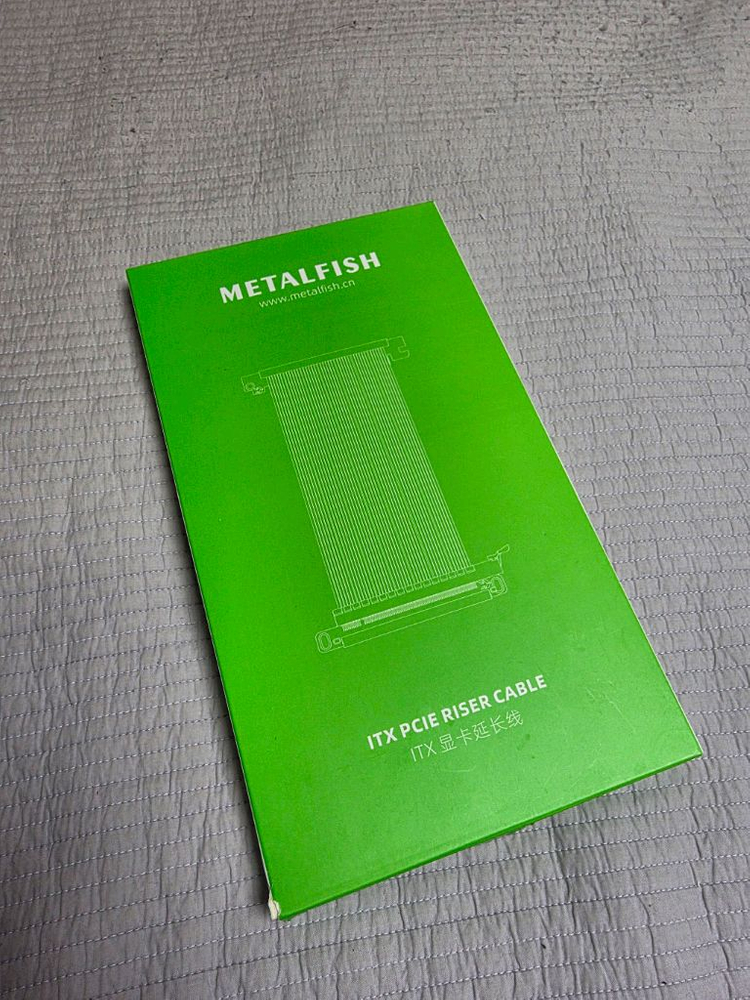 METALFISH
www.metalfish.cn
ITX PCIE RISER CABLE
ITX 显卡延长线